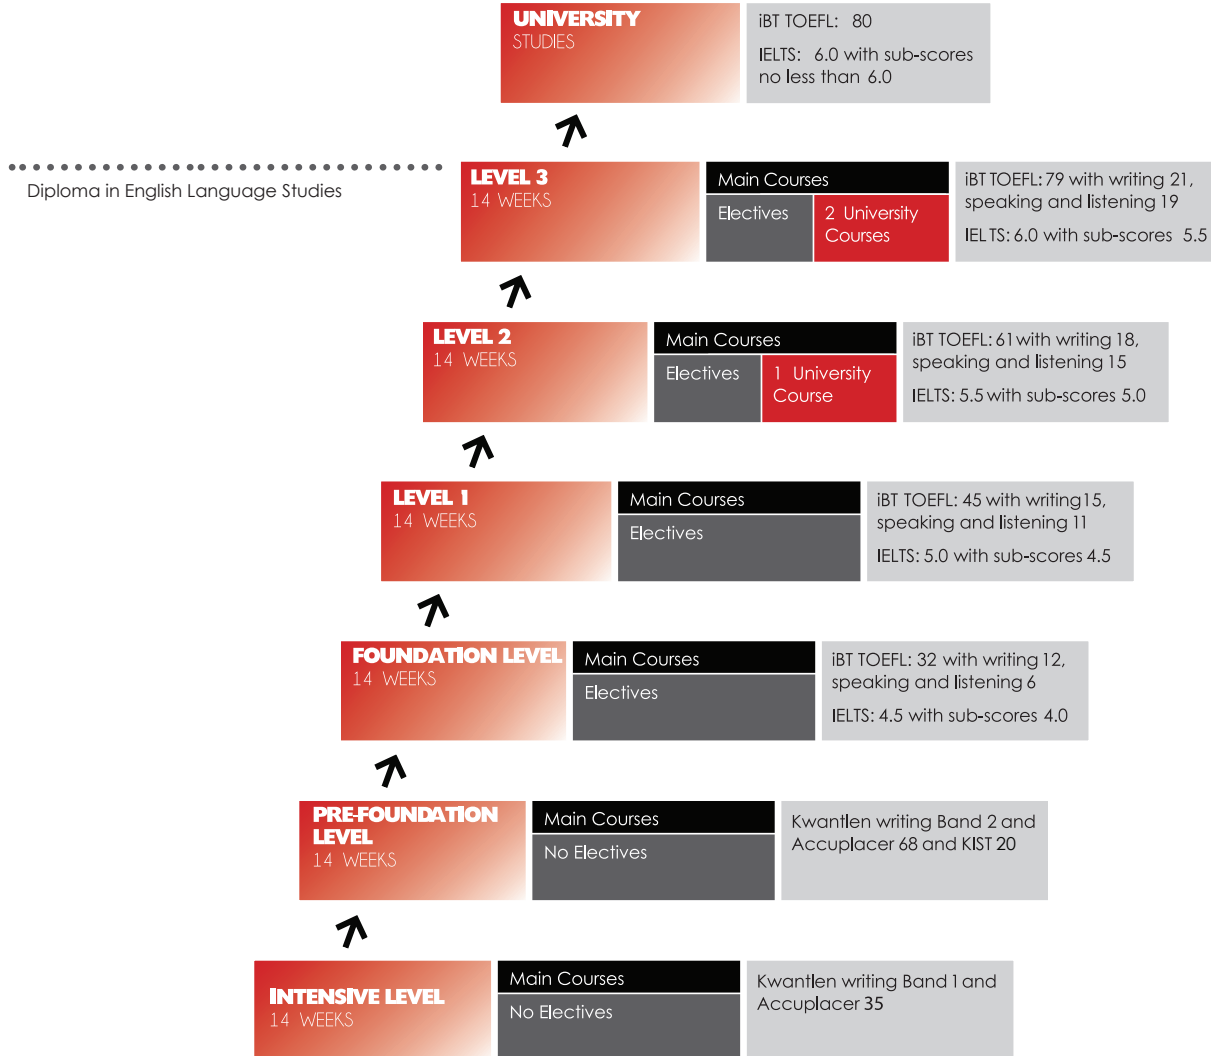 UNIVERSITY
STUDIES
iBT TOEFL: 80
IELTS: 6.0 with sub-scores
no less than 6.0
Diploma in English Language Studies
LEVEL 3
14 WEEKS
Main Courses
Electives
2 University
Courses
iBT TOEFL: 79 with writing 21,
speaking and listening 19
IELTS: 6.0 with sub-scores 5.5
LEVEL 2
14 WEEKS
Main Courses
Electives
1 University
Course
iBT TOEFL: 61 with writing 18,
speaking and listening 15
IELTS: 5.5 with sub-scores 5.0
LEVEL 1
14 WEEKS
Main Courses
Electives
iBT TOEFL: 45 with writing 15,
speaking and listening 11
IELTS: 5.0 with sub-scores 4.5
FOUNDATION LEVEL
14 WEEKS
Main Courses
Electives
iBT TOEFL: 32 with writing 12,
speaking and listening 6
IELTS: 4.5 with sub-scores 4.0
PRE-FOUNDATION
LEVEL
14 WEEKS
Main Courses
No Electives
Kwantlen writing Band 2 and
Accuplacer 68 and KIST 20
INTENSIVE LEVEL
14 WEEKS
Main Courses
No Electives
Kwantlen writing Band 1 and
Accuplacer 35